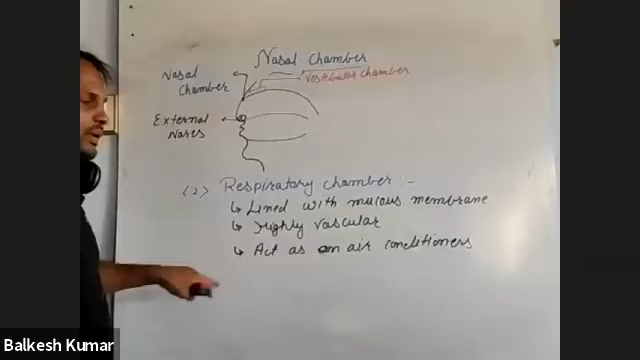 Nasal Chamber
Vestibular chamber
Nasal
Chamber
External
Nares
(2) Respiratory chamber :-
↳ Lined with mucous membrane
↳ Highly vascular
↳ Act as an air conditioners
Balkesh Kumar